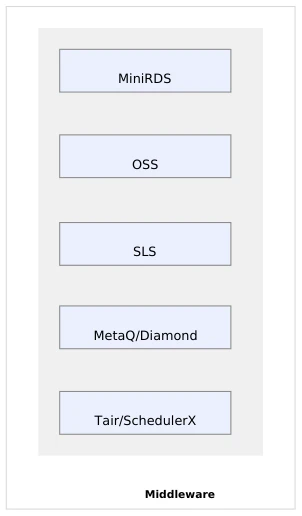 MiniRDS
OSS
SLS
MetaQ/Diamond
Tair/SchedulerX
Middleware